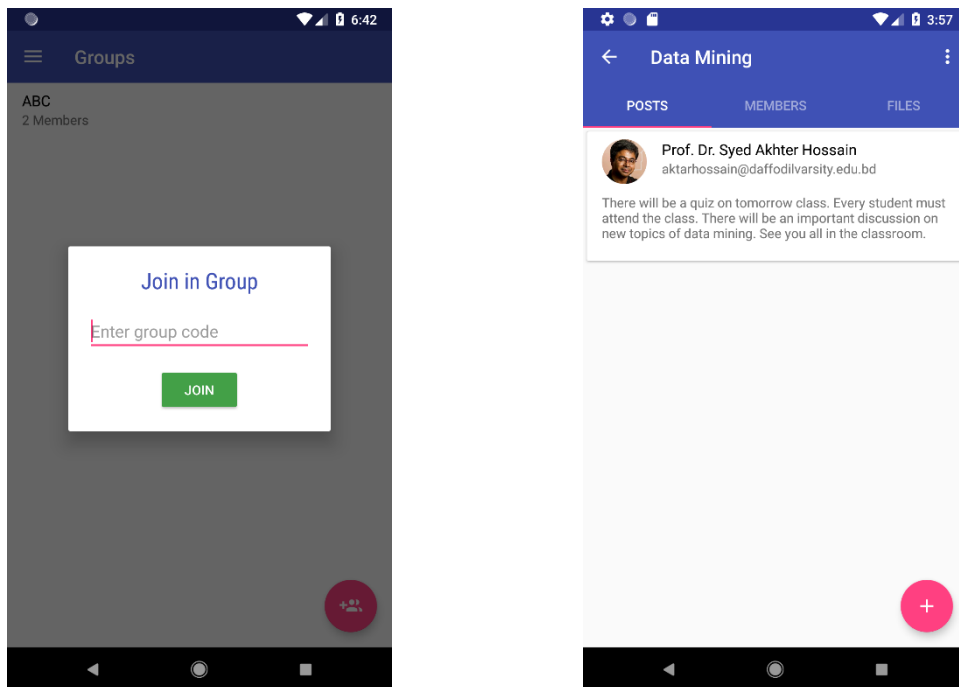 6:42
Groups
ABC
2 Members
Join in Group
Enter group code
JOIN
3:57
Data Mining
POSTS MEMBERS FILES
Prof. Dr. Syed Akhter Hossain
aktarhossain@daffodilvarsity.edu.bd
There will be a quiz on tomorrow class. Every student must
attend the class. There will be an important discussion on
new topics of data mining. See you all in the classroom.